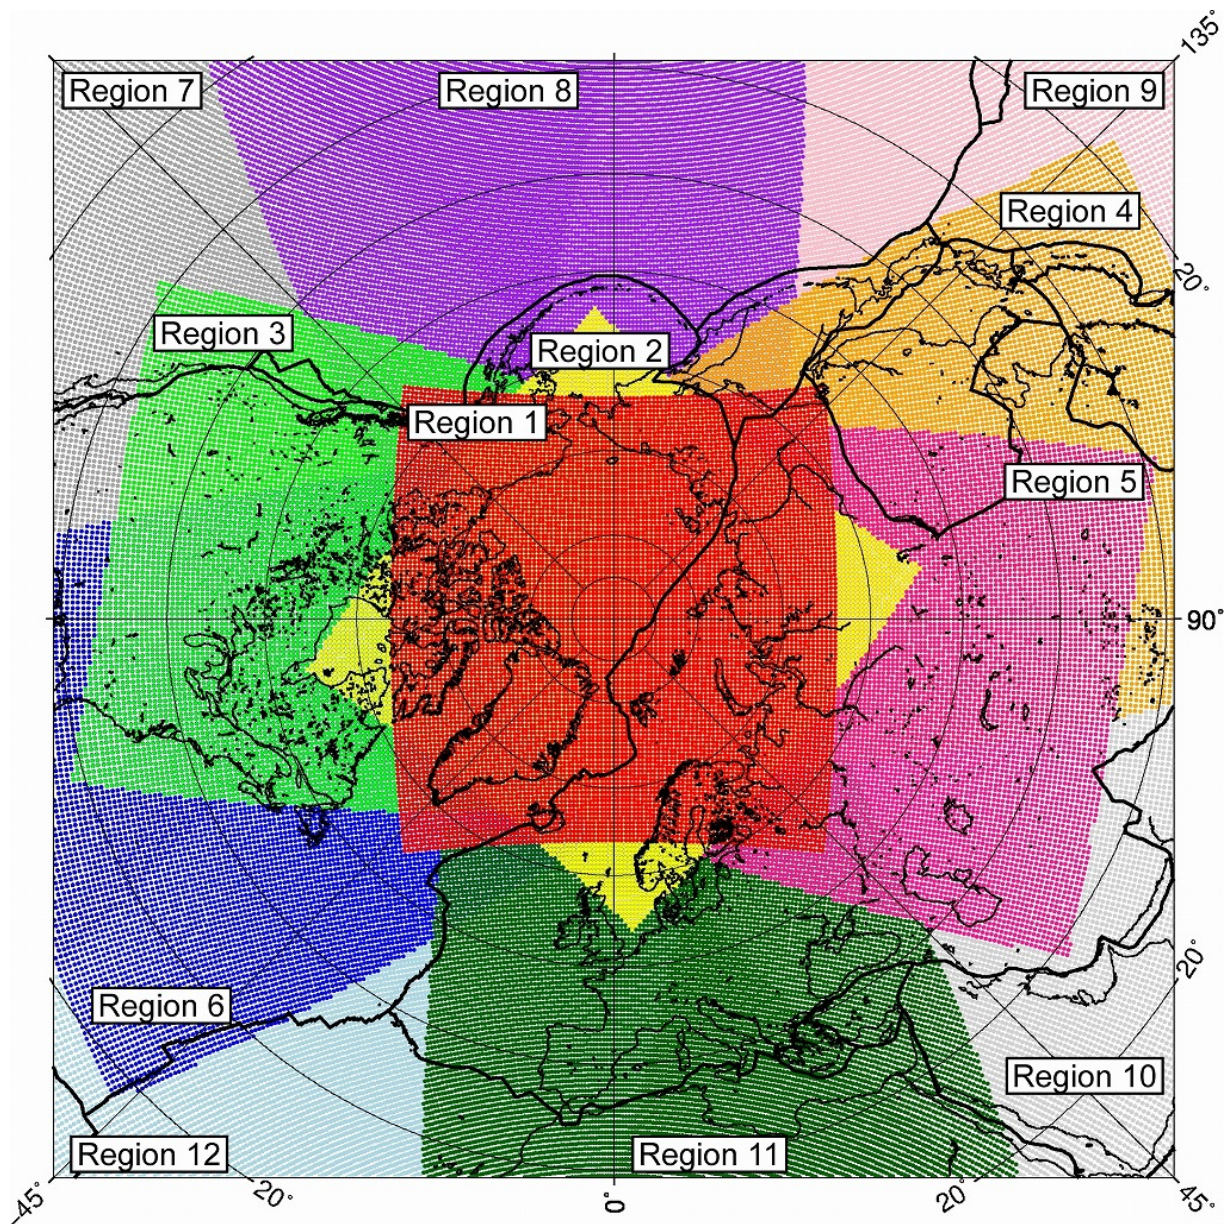 135°
Region 7
Region 8
Region 9
Region 4
20°
Region 3
Region 2
Region 1
Region 5
90°
20°
Region 6
Region 10
Region 12
Region 11
-45°
20°
0°
20°
45°